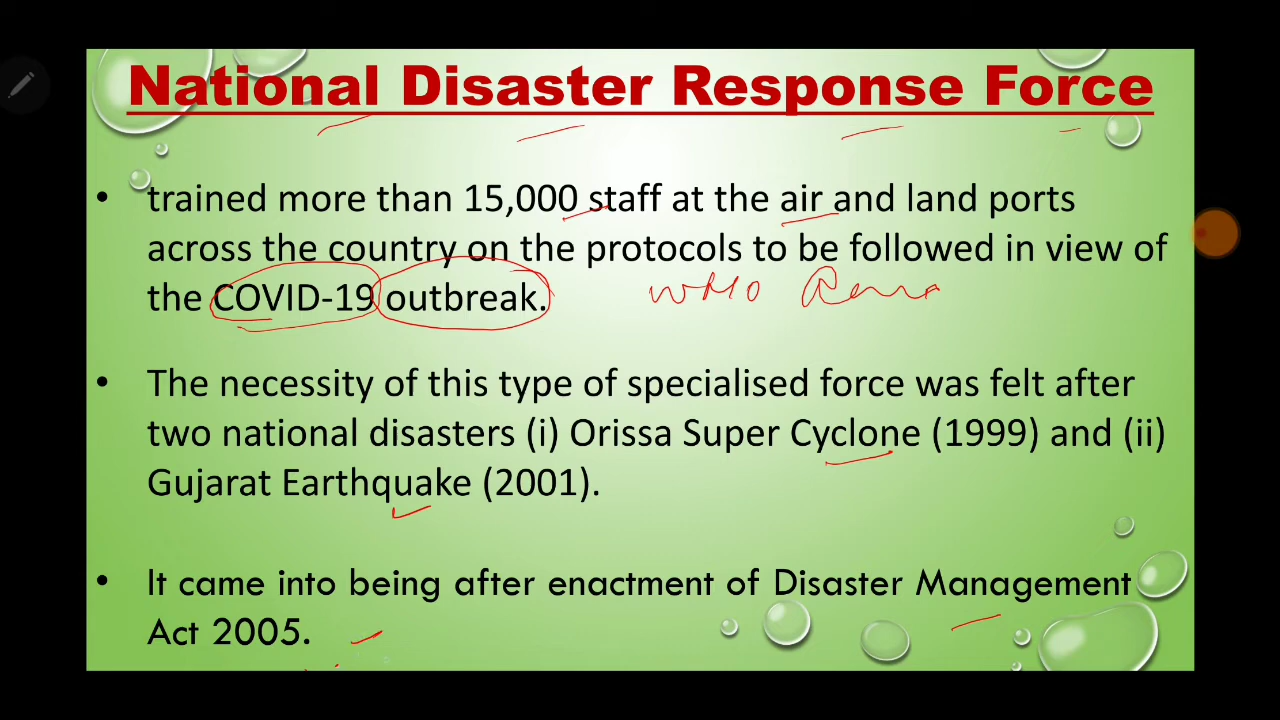 National Disaster Response Force
• trained more than 15,000 staff at the air and land ports
across the country on the protocols to be followed in view of
the COVID-19 outbreak.
WHO
• The necessity of this type of specialised force was felt after
two national disasters (i) Orissa Super Cyclone (1999) and (ii)
Gujarat Earthquake (2001).
• It came into being after enactment of Disaster Management
Act 2005.